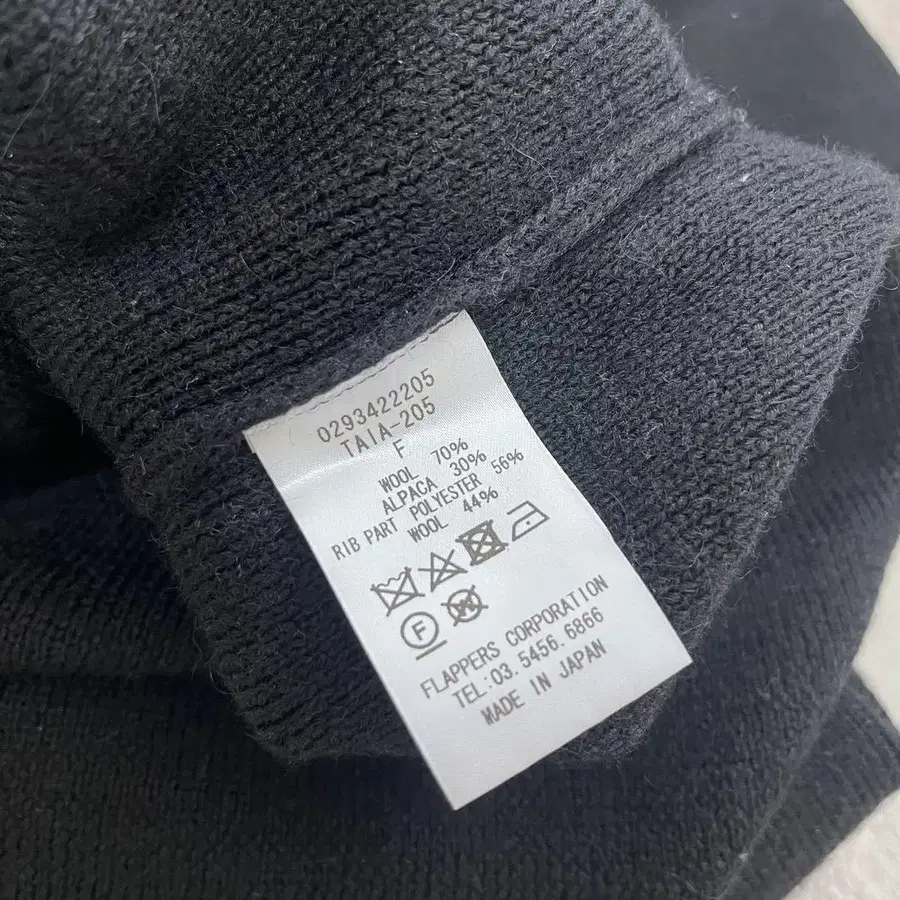 0293422205
TAIA-205
F
WOOL 70%
ALPACA 30%
RIB PART POLYESTER 56%
WOOL 44%
F
W
FLAPPERS CORPORATION
TEL:03.5456.6866
MADE IN JAPAN